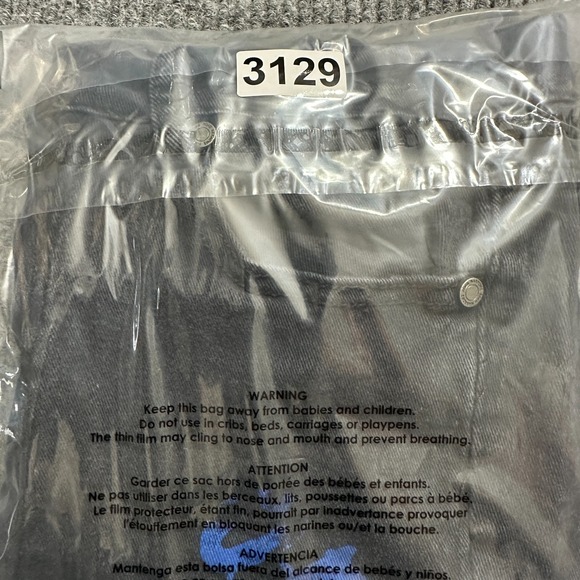 3129
WARNING
Keep this bag away from babies and children.
Do not use in cribs, beds, carriages or playpens.
The thin film may cling to nose and mouth and prevent breathing.
ATTENTION
Garder ce sac hors de portée des bébés et enfants.
Ne pas utiliser dans les berceaux, lits, poussettes ou parcs à bébé.
Le film protecteur, étant fin, pourrait par inadvertance provoquer
l'étouffement en bloquant les narines ou/et la bouche.
ADVERTENCIA
Mantenga esta bolsa fuera del alcance de bebés y niños